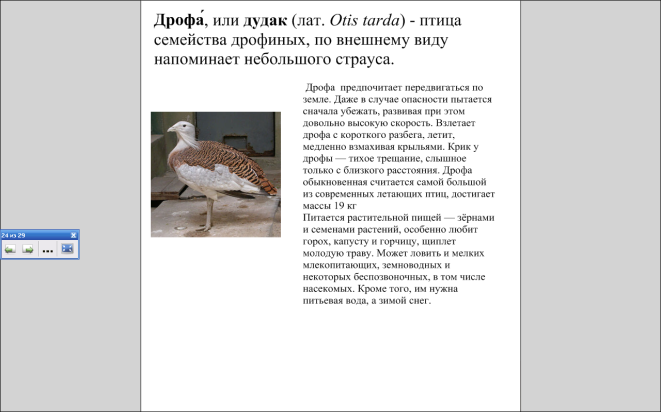 Дрофа́, или дудак (лат. Otis tarda) - птица
семейства дрофиных, по внешнему виду
напоминает небольшого страуса.
Дрофа предпочитает передвигаться по
земле. Даже в случае опасности пытается
сначала убежать, развивая при этом
довольно высокую скорость. Взлетает
дрофа с короткого разбега, летит,
медленно взмахивая крыльями. Крик у
дрофы — тихое трещание, слышное
только с близкого расстояния. Дрофа
обыкновенная считается самой большой
из современных летающих птиц, достигает
массы 19 кг
Питается растительной пищей — зёрнами
и семенами растений, особенно любит
горох, капусту и горчицу, щиплет
молодую траву. Может ловить и мелких
млекопитающих, земноводных и
некоторых беспозвоночных, в том числе
насекомых. Кроме того, им нужна
питьевая вода, а зимой снег.
24 из 29